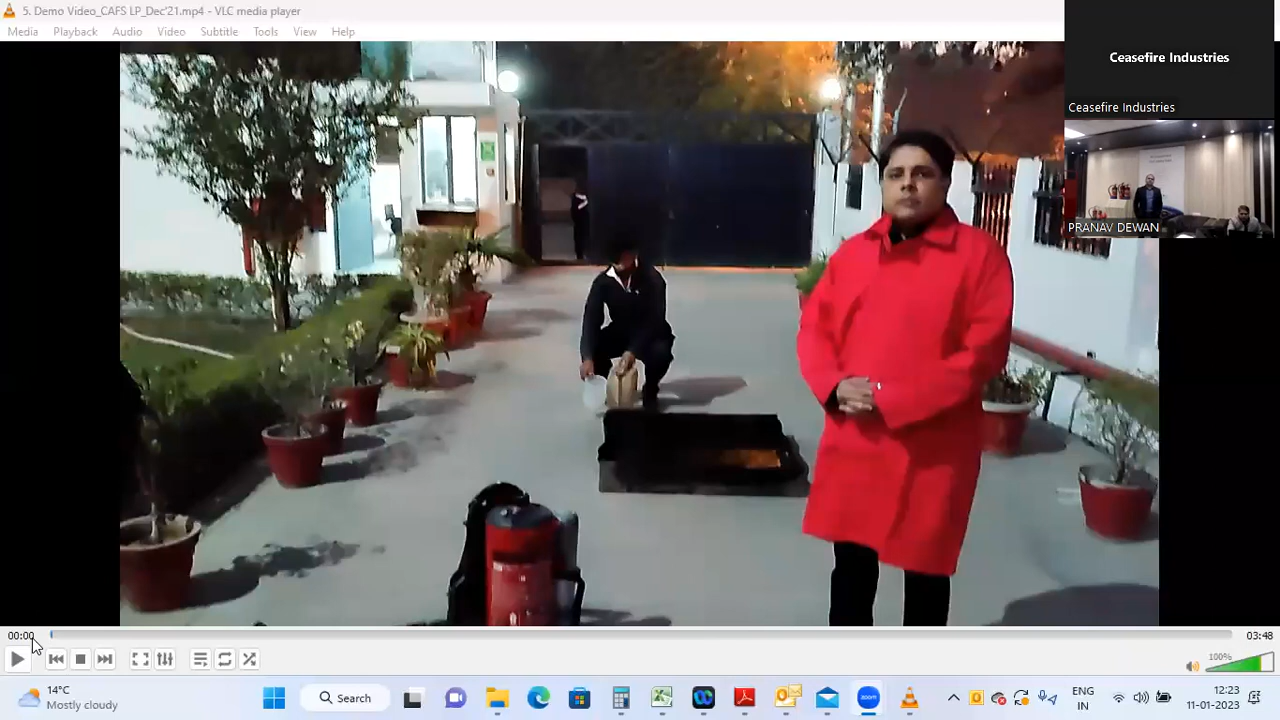 5. Demo Video_CAFS LP_Dec'21.mp4 - VLC media player
Media Playback Audio Video Subtitle Tools View Help
Ceasefire Industries
Ceasefire Industries
PRANAV DEWAN
00:00
03:48
100%
14°C
Mostly cloudy
Search
ENG
IN
12:23
11-01-2023